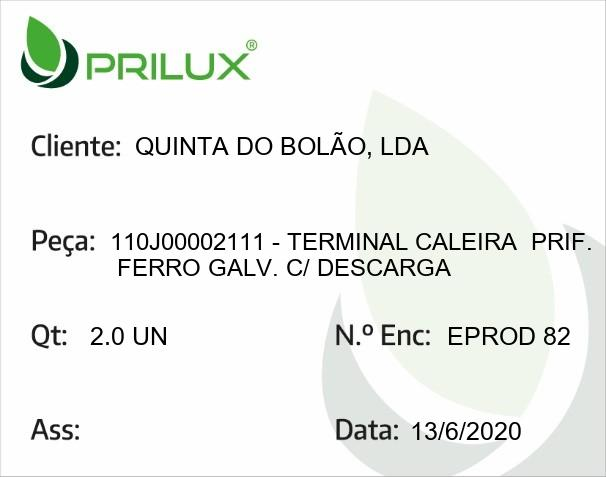 PRILUX®
Cliente: QUINTA DO BOLÃO, LDA
Peça: 110J00002111 - TERMINAL CALEIRA PRIF.
FERRO GALV. C/ DESCARGA
Qt: 2.0 UN N.º Enc: EPROD 82
Ass: Data: 13/6/2020